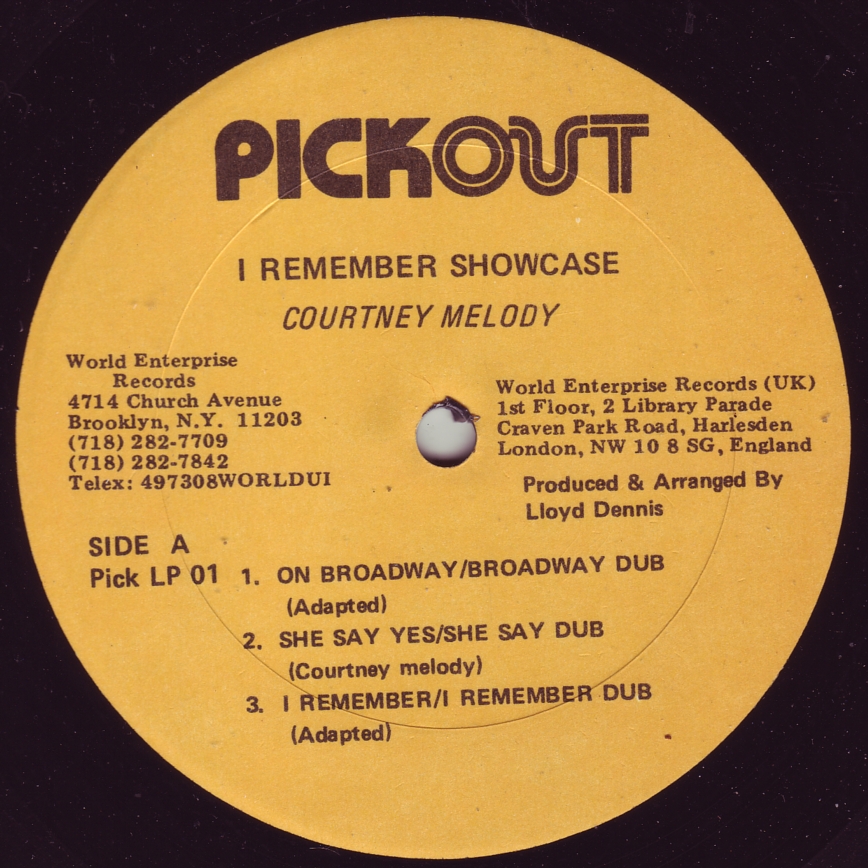 PICKOUT
I REMEMBER SHOWCASE
COURTNEY MELODY
World Enterprise
Records
4714 Church Avenue
Brooklyn, N.Y. 11203
(718) 282-7709
(718) 282-7842
Telex: 497308WORLDUI
World Enterprise Records (UK)
1st Floor, 2 Library Parade
Craven Park Road, Harlesden
London, NW 10 8 SG, England
Produced & Arranged By
Lloyd Dennis
SIDE A
Pick LP 01
1. ON BROADWAY/BROADWAY DUB
(Adapted)
2. SHE SAY YES/SHE SAY DUB
(Courtney melody)
3. I REMEMBER/I REMEMBER DUB
(Adapted)